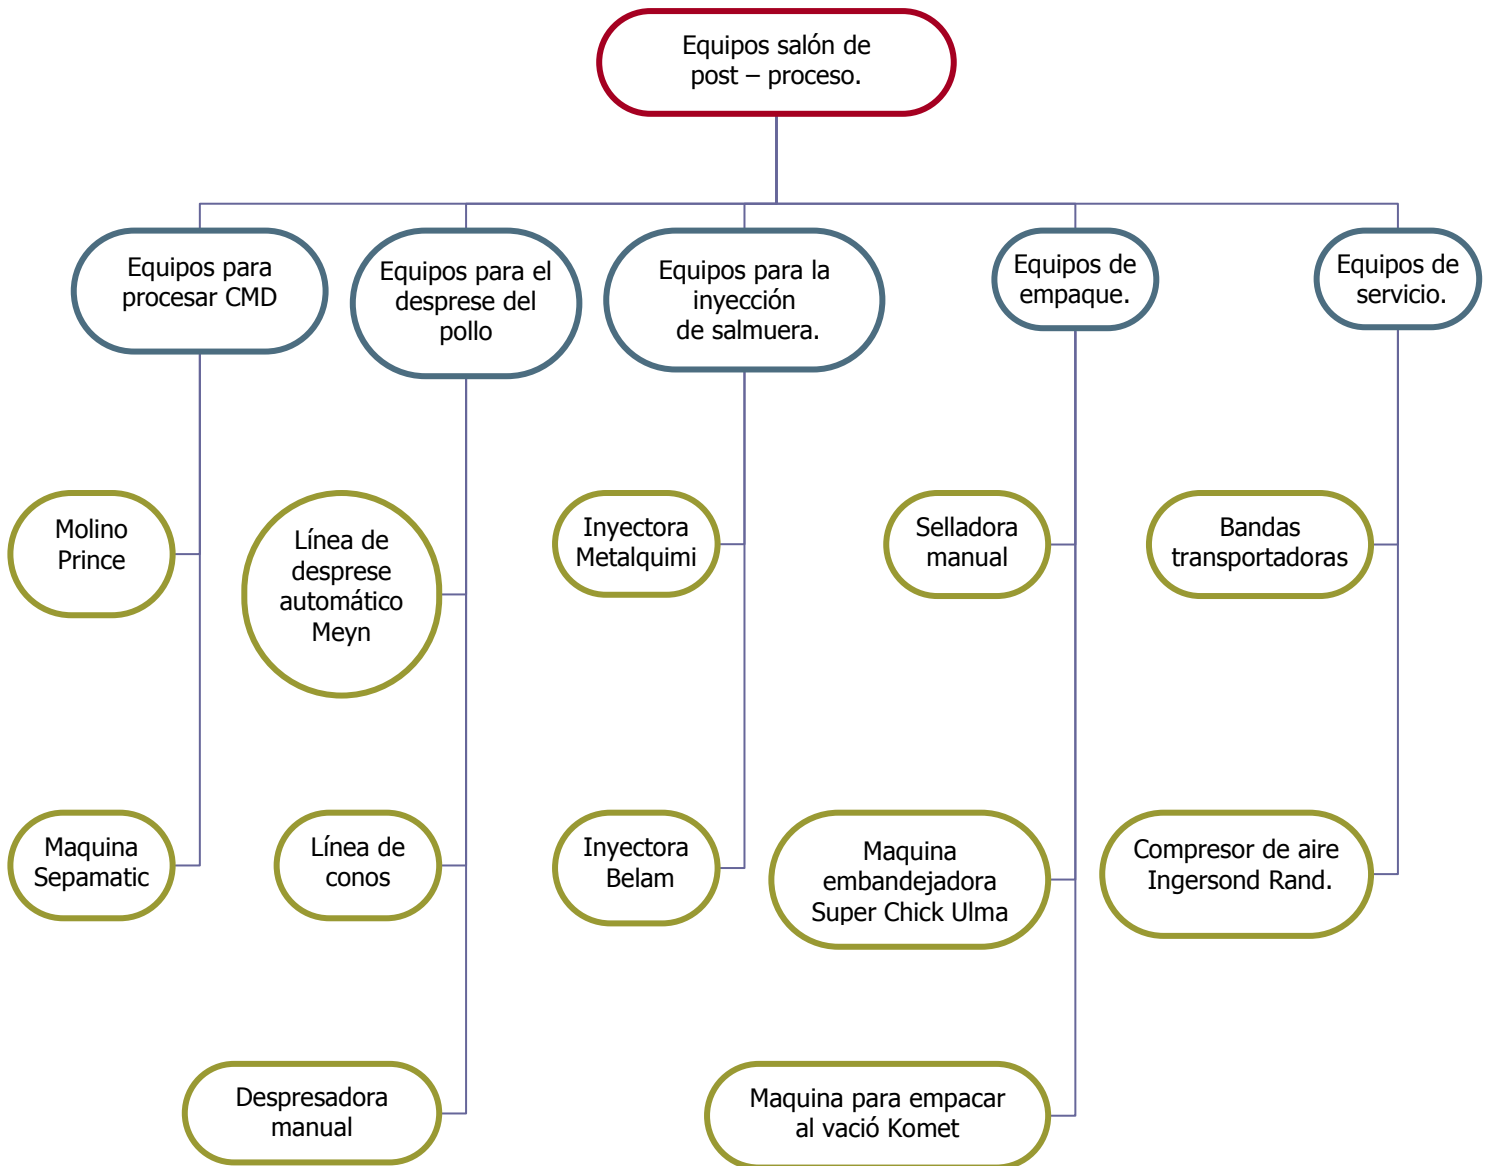 Equipos salón de
post – proceso.
Equipos para
procesar CMD
Equipos para el
desprese del
pollo
Equipos para la
inyección
de salmuera.
Equipos de
empaque.
Equipos de
servicio.
Molino
Prince
Línea de
desprese
automático
Meyn
Inyectora
Metalquimi
Selladora
manual
Bandas
transportadoras
Maquina
Sepamatic
Línea de
conos
Inyectora
Belam
Maquina
embandejadora
Super Chick Ulma
Compresor de aire
Ingersond Rand.
Despresadora
manual
Maquina para empacar
al vació Komet